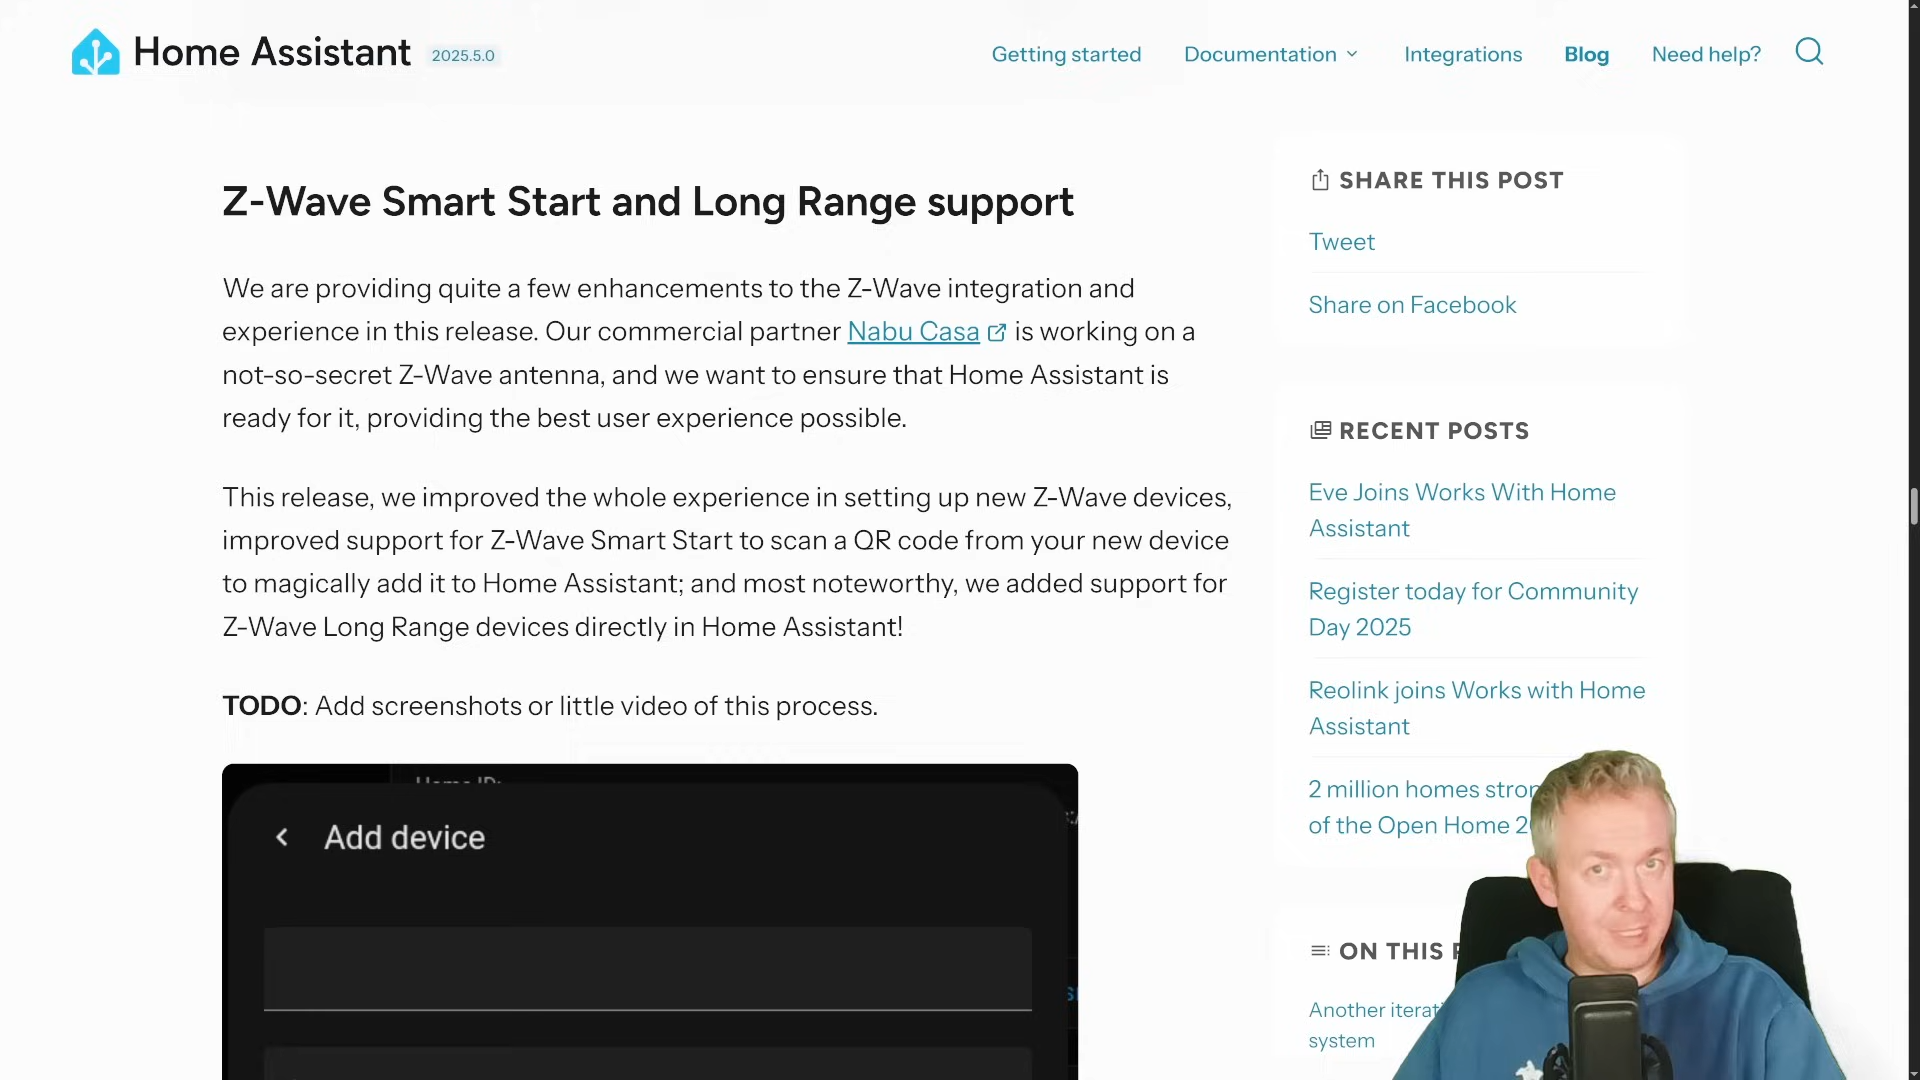 Home Assistant 2025.5.0
Getting started
Documentation
Integrations
Blog
Need help?
Z-Wave Smart Start and Long Range support
We are providing quite a few enhancements to the Z-Wave integration and
experience in this release. Our commercial partner Nabu Casa is working on a
not-so-secret Z-Wave antenna, and we want to ensure that Home Assistant is
ready for it, providing the best user experience possible.
This release, we improved the whole experience in setting up new Z-Wave devices,
improved support for Z-Wave Smart Start to scan a QR code from your new device
to magically add it to Home Assistant; and most noteworthy, we added support for
Z-Wave Long Range devices directly in Home Assistant!
TODO: Add screenshots or little video of this process.
Add device
SHARE THIS POST
Tweet
Share on Facebook
RECENT POSTS
Eve Joins Works With Home
Assistant
Register today for Community
Day 2025
Reolink joins Works with Home
Assistant
2 million homes
of the Open Home
ON THIS
Another
system